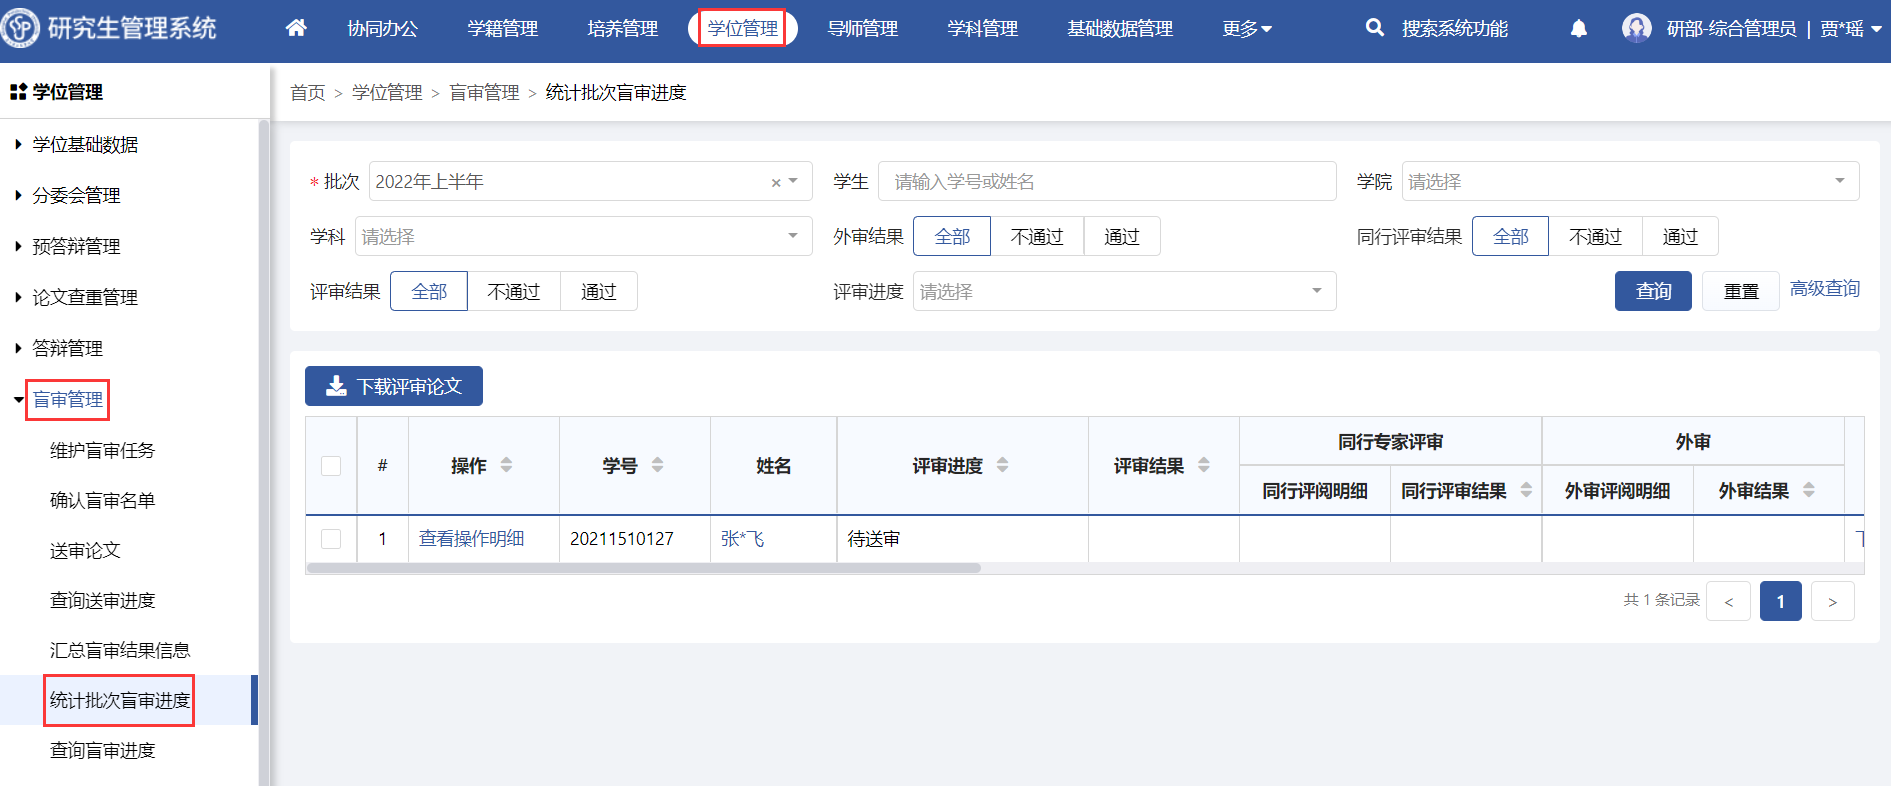 研究生管理系统
协同办公 学籍管理 培养管理 学位管理 导师管理 学科管理 基础数据管理 更多 搜索系统功能 研部-综合管理员 | 贾*瑶
学位管理
首页 > 学位管理 > 盲审管理 > 统计批次盲审进度
学位基础数据
分委会管理
预答辩管理
论文查重管理
答辩管理
盲审管理
维护盲审任务
确认盲审名单
送审论文
查询送审进度
汇总盲审结果信息
统计批次盲审进度
查询盲审进度
* 批次 2022年上半年 × 学生 请输入学号或姓名 学院 请选择
学科 请选择 外审结果 全部 不通过 通过 同行评审结果 全部 不通过 通过
评审结果 全部 不通过 通过 评审进度 请选择 查询 重置 高级查询
下载评审论文
# 操作 学号 姓名 评审进度 评审结果 同行专家评审 外审
同行评阅明细 同行评审结果 外审评阅明细 外审结果
1 查看操作明细 20211510127 张*飞 待送审
共 1 条记录 < 1 >